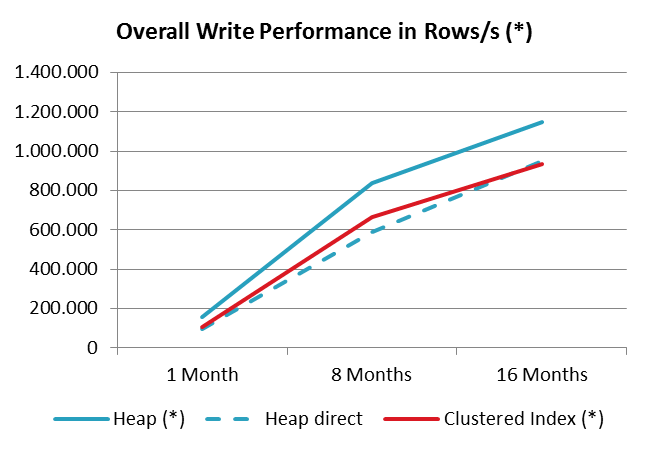 Overall Write Performance in Rows/s (*)
1.400.000
1.200.000
1.000.000
800.000
600.000
400.000
200.000
0
1 Month 8 Months 16 Months
Heap (*) Heap direct Clustered Index (*)